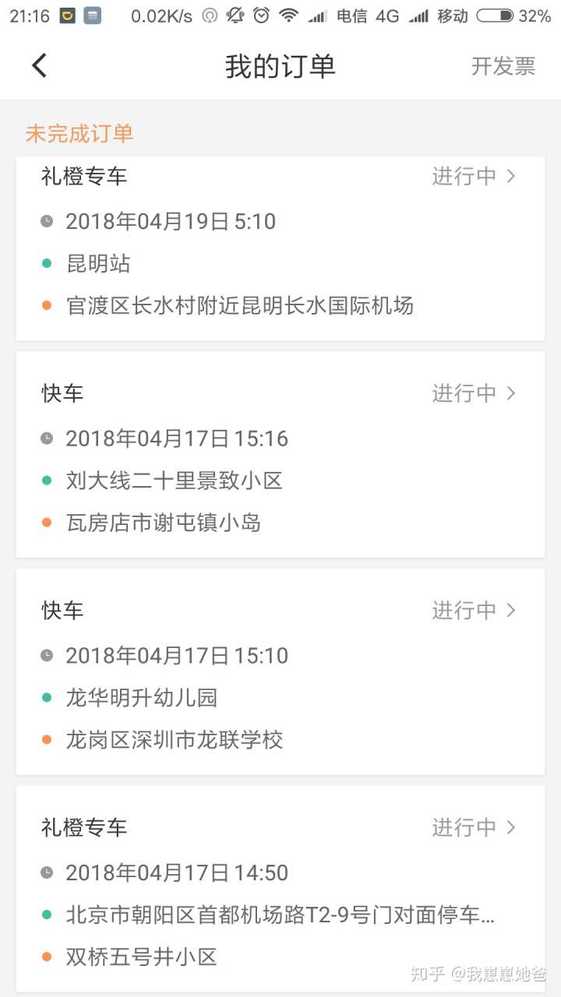 21:16 0.02K/s 电信 4G 移动 32%
我的订单 开发票
未完成订单
礼橙专车 进行中
2018年04月19日 5:10
昆明站
官渡区长水村附近昆明长水国际机场
快车 进行中
2018年04月17日 15:16
刘大线二十里景致小区
瓦房店市谢屯镇小岛
快车 进行中
2018年04月17日 15:10
龙华明升幼儿园
龙岗区深圳市龙联学校
礼橙专车 进行中
2018年04月17日 14:50
北京市朝阳区首都机场路T2-9号门对面停车...
双桥五号井小区
知乎 @我崽崽她爸